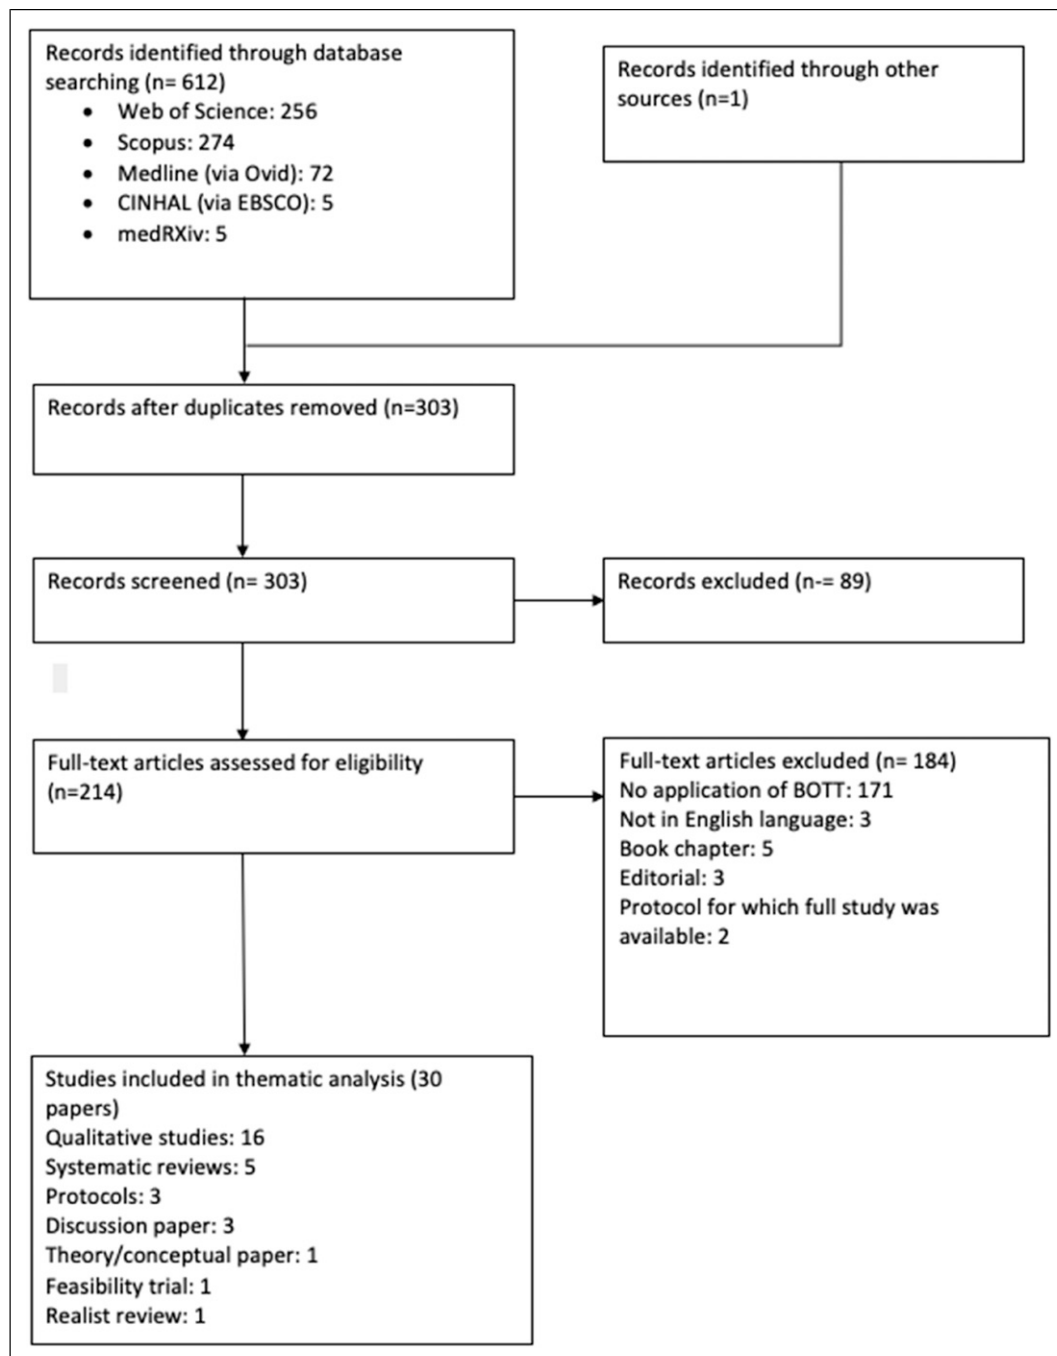 Records identified through database
searching (n= 612)
• Web of Science: 256
• Scopus: 274
• Medline (via Ovid): 72
• CINHAL (via EBSCO): 5
• medRXiv: 5
Records identified through other
sources (n=1)
Records after duplicates removed (n=303)
Records screened (n= 303)
Records excluded (n-= 89)
Full-text articles assessed for eligibility
(n=214)
Full-text articles excluded (n= 184)
No application of BOTT: 171
Not in English language: 3
Book chapter: 5
Editorial: 3
Protocol for which full study was
available: 2
Studies included in thematic analysis (30
papers)
Qualitative studies: 16
Systematic reviews: 5
Protocols: 3
Discussion paper: 3
Theory/conceptual paper: 1
Feasibility trial: 1
Realist review: 1